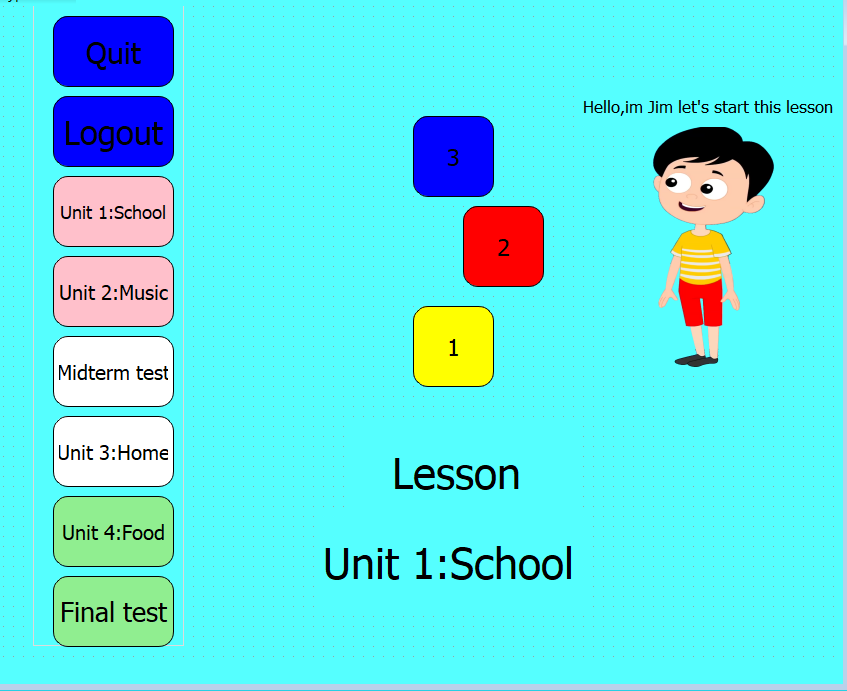 Quit
Logout
Unit 1:School
Unit 2:Music
Midterm test
Unit 3:Home
Unit 4:Food
Final test
3
2
1
Lesson
Unit 1:School
Hello,im Jim let's start this lesson